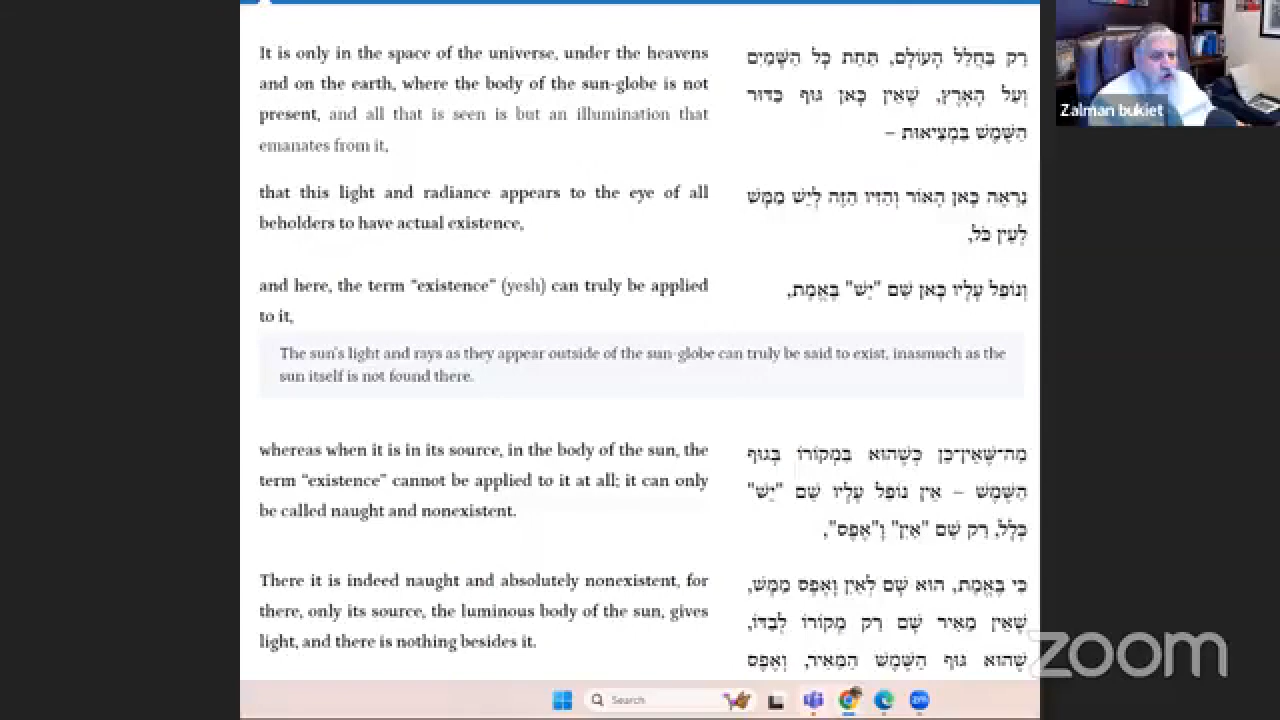 It is only in the space of the universe, under the heavens
and on the earth, where the body of the sun-globe is not
present, and all that is seen is but an illumination that
emanates from it,
רַק בַּחֲלַל הָעוֹלָם, תַּחַת כָּל הַשָּׁמַיִם
וְעַל הָאָרֶץ, שֶׁאֵין כָּאן גּוּף כַּדּוּר
הַשֶּׁמֶשׁ בִּמְצִיאוּת –
that this light and radiance appears to the eye of all
beholders to have actual existence,
נִרְאֶה כָּאן הָאוֹר וְהַזִּיו הַזֶּה לְיֵשׁ מַמָּשׁ
לְעֵין כֹּל,
and here, the term “existence” (yesh) can truly be applied
to it,
וְנוֹפֵל עָלָיו כָּאן שֵׁם "יֵשׁ" בֶּאֱמֶת,
The sun's light and rays as they appear outside of the sun-globe can truly be said to exist, inasmuch as the
sun itself is not found there.
whereas when it is in its source, in the body of the sun, the
term “existence” cannot be applied to it at all; it can only
be called naught and nonexistent.
מַה־שֶּׁאֵין־כֵּן כְּשֶׁהוּא בִּמְקוֹרוֹ בְּגוּף
הַשֶּׁמֶשׁ – אֵין נוֹפֵל עָלָיו שֵׁם "יֵשׁ"
כְּלָל, רַק שֵׁם "אַיִן" וְ"אֶפֶס",
There it is indeed naught and absolutely nonexistent, for
there, only its source, the luminous body of the sun, gives
light, and there is nothing besides it.
כִּי בֶּאֱמֶת, הוּא שָׁם לְאַיִן וָאֶפֶס מַמָּשׁ,
שֶׁאֵין מֵאִיר שָׁם רַק מְקוֹרוֹ לְבַדּוֹ,
שֶׁהוּא גּוּף הַשֶּׁמֶשׁ הַמֵּאִיר, וְאֶפֶס
Zalman bukiet
zoom
Search